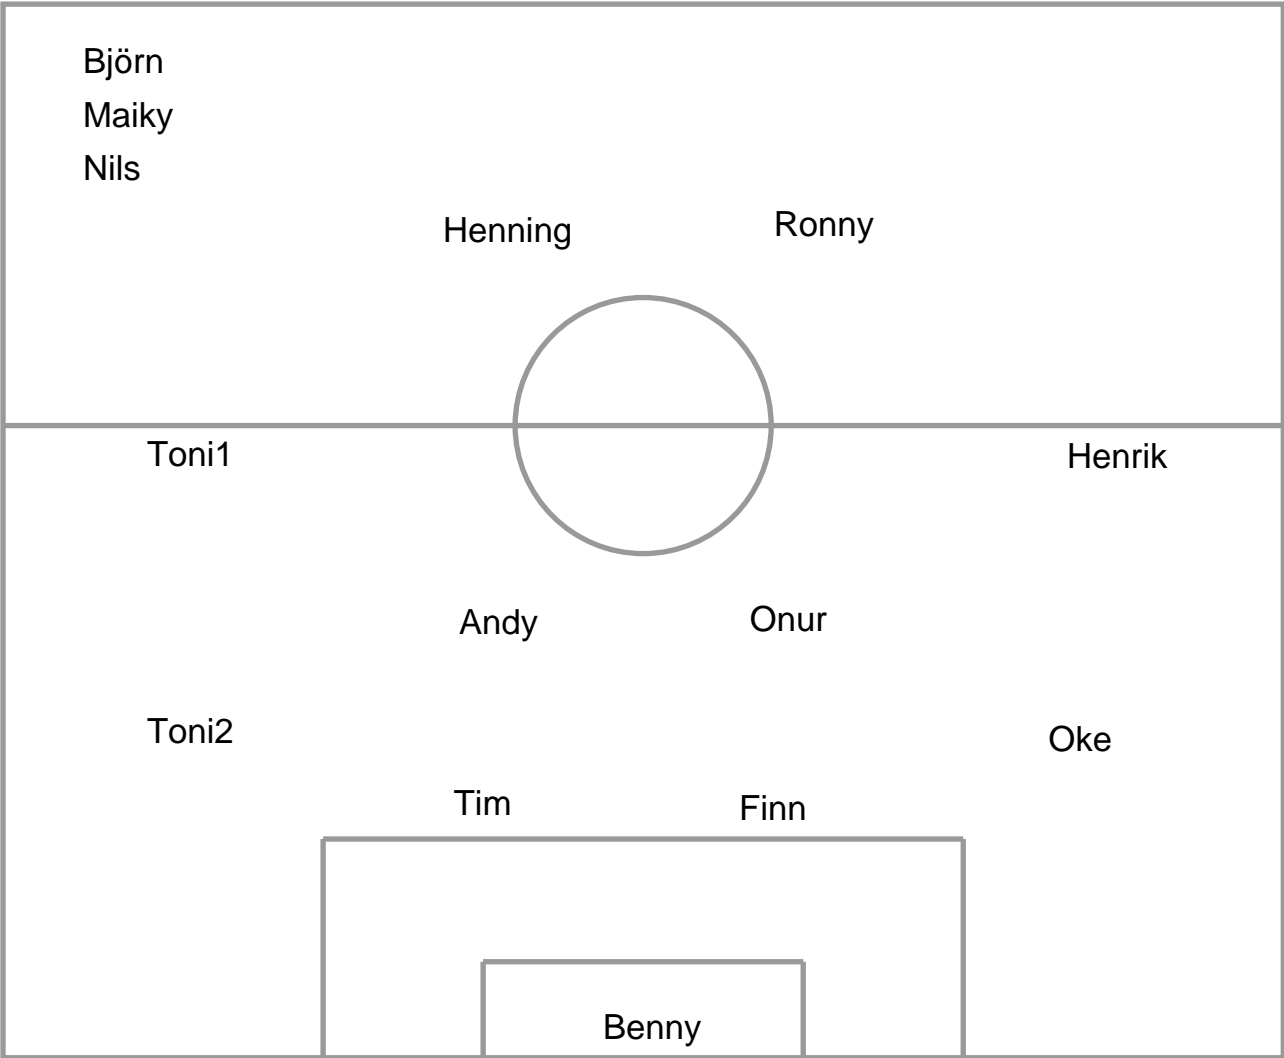 Björn
Maiky
Nils
Henning
Ronny
Toni1
Henrik
Andy
Onur
Toni2
Oke
Tim
Finn
Benny